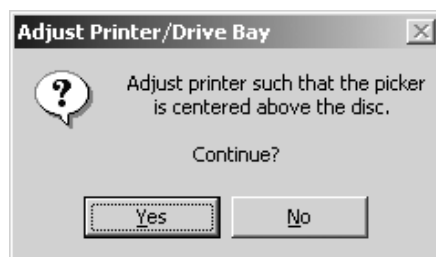 Adjust Printer/Drive Bay
Adjust printer such that the picker
is centered above the disc.
Continue?
Yes
No